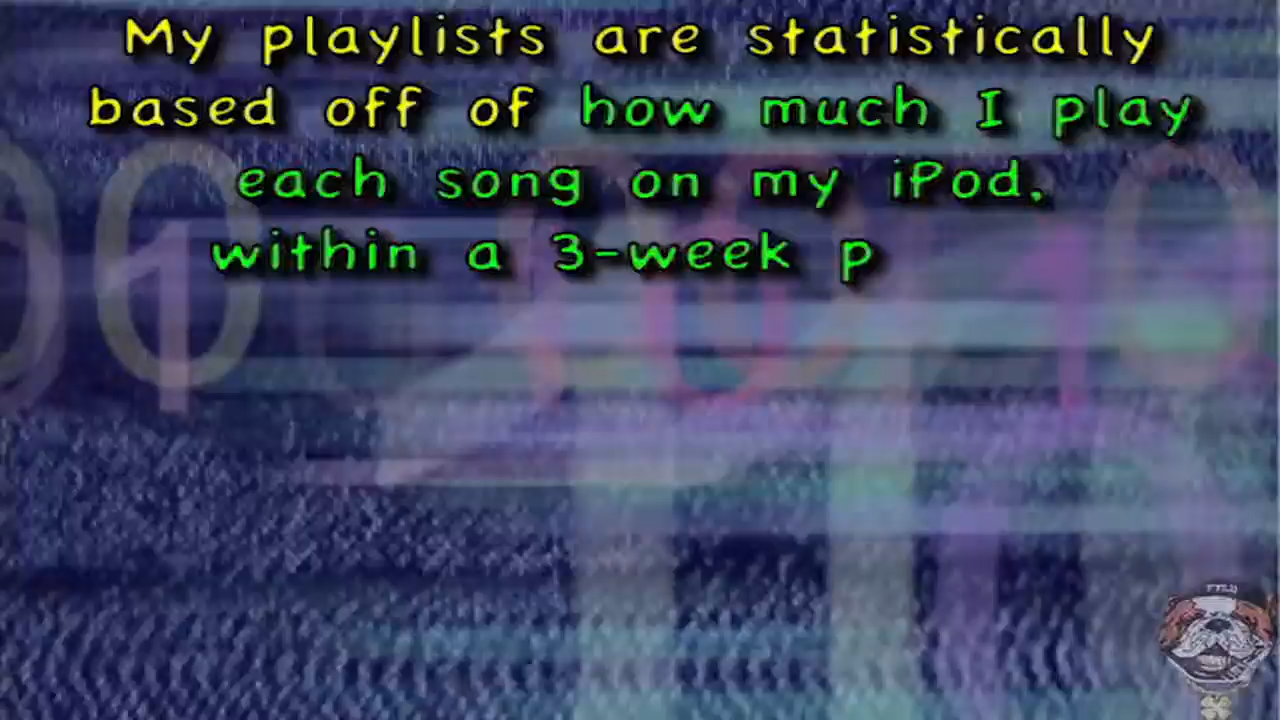 My playlists are statistically
based off of how much I play
each song on my iPod.
within a 3-week p